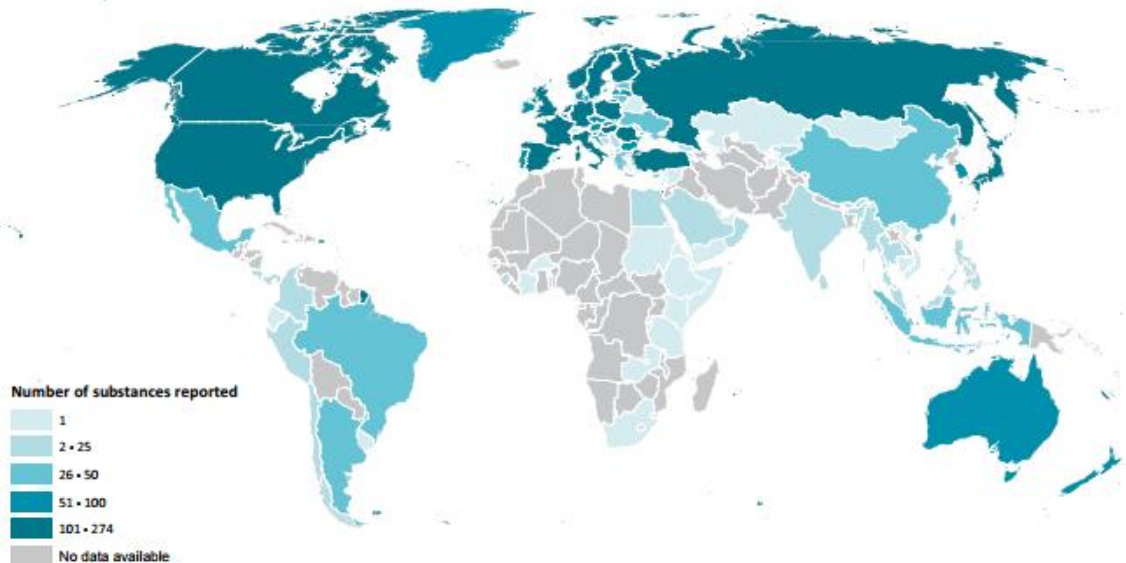 Number of substances reported
1
2 - 25
26 - 50
51 - 100
101 - 274
No data available